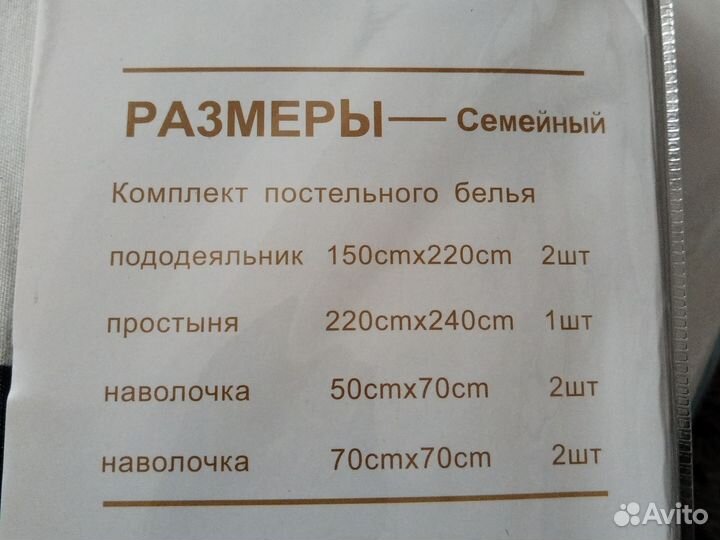 РАЗМЕРЫ — Семейный
Комплект постельного белья
пододеяльник 150cmx220cm 2шт
простыня 220cmx240cm 1шт
наволочка 50cmx70cm 2шт
наволочка 70cmx70cm 2шт
Avito